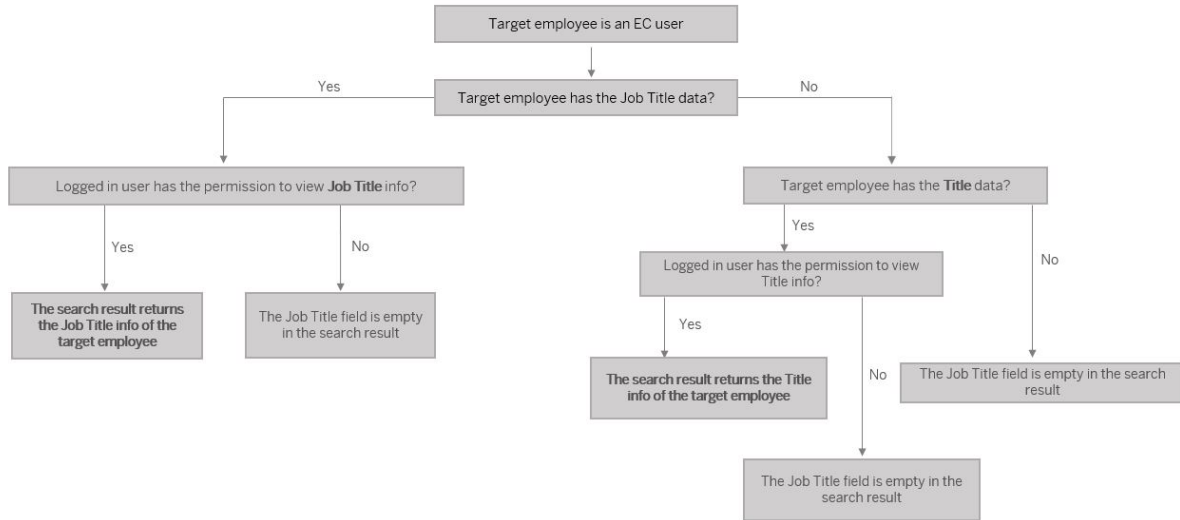 Target employee is an EC user
Yes
Target employee has the Job Title data?
No
Logged in user has the permission to view Job Title info?
Target employee has the Title data?
Yes
No
Yes
Logged in user has the permission to view
Title info?
No
The search result returns
the Job Title info of the
target employee
The Job Title field is empty
in the search result
Yes
No
The search result returns the Title
info of the target employee
The Job Title field is empty in the search
result
The Job Title field is empty in the
search result